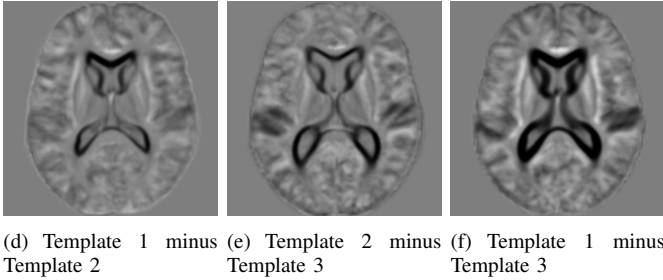 (d) Template 1 minus
Template 2
(e) Template 2 minus
Template 3
(f) Template 1 minus
Template 3